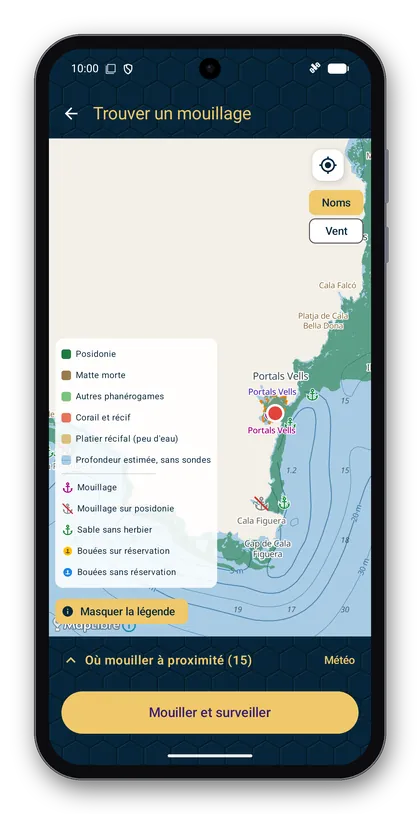 10:00
Trouver un mouillage
Noms
Vent
Cala Falcó
Platja de Cala
Bella Dona
Portals Vells
Portals Vells
Portals Vells
15
1.2
15
Cala Figuera
Cap de Cala
Figuera
5 m
20 m
30 m
19
17
30
Posidonie
Matte morte
Autres phanérogames
Corail et récif
Platier récifal (peu d'eau)
Profondeur estimée, sans sondes
Mouillage
Mouillage sur posidonie
Sable sans herbier
Bouées sur réservation
Bouées sans réservation
Masquer la légende
MapLibre
Où mouiller à proximité (15)
Météo
Mouiller et surveiller